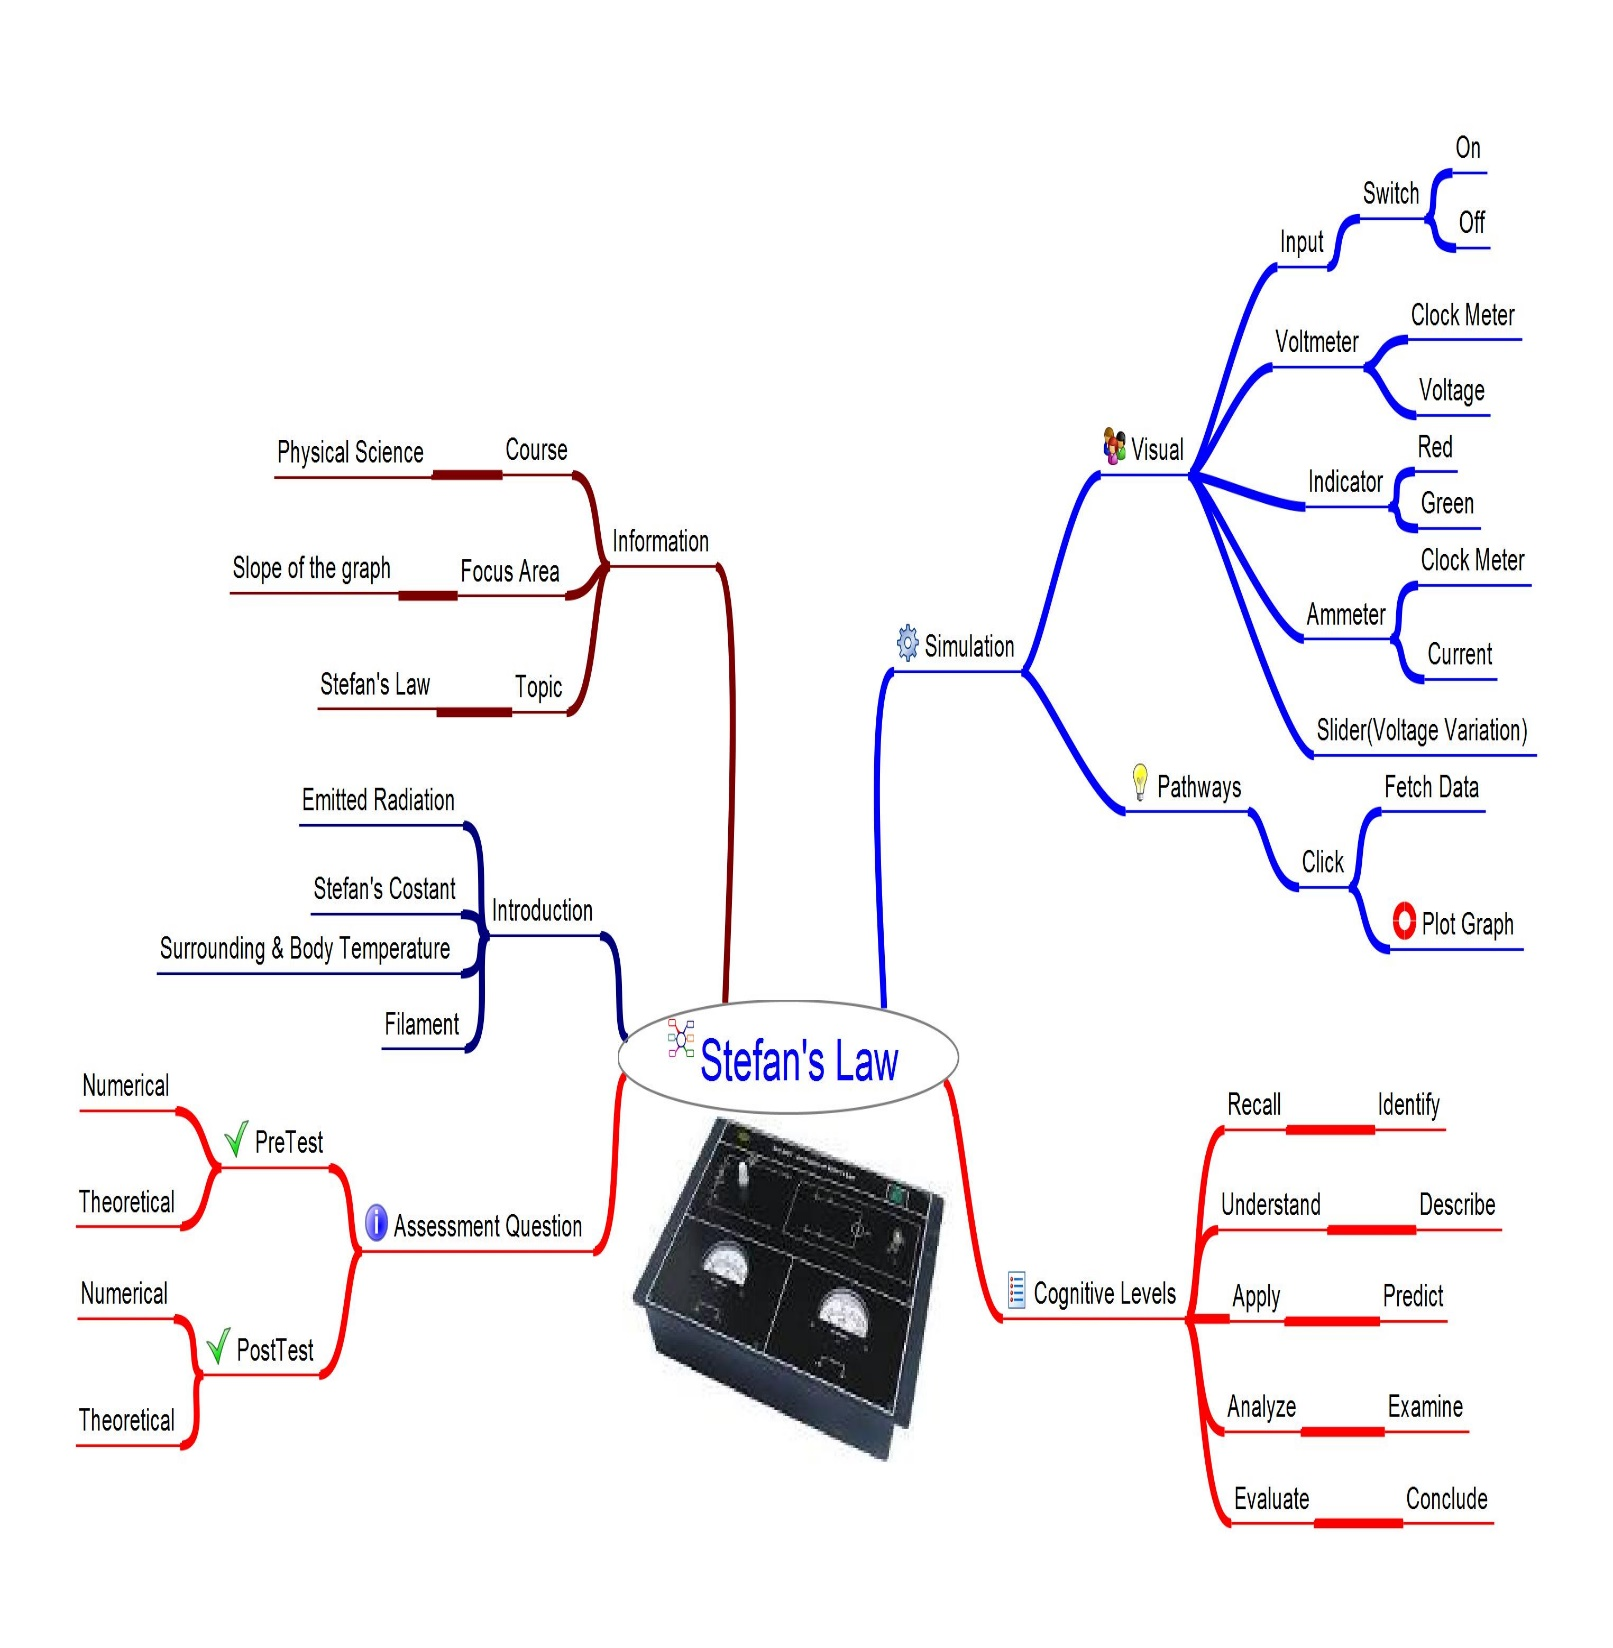 On
Switch
Off
Input
Clock Meter
Voltmeter
Voltage
Visual
Red
Indicator
Green
Clock Meter
Ammeter
Current
Simulation
Slider(Voltage Variation)
Pathways
Fetch Data
Click
Plot Graph
Physical Science
Course
Information
Slope of the graph
Focus Area
Stefan's Law
Topic
Emitted Radiation
Stefan's Costant
Introduction
Surrounding & Body Temperature
Filament
Stefan's Law
Numerical
PreTest
Theoretical
Assessment Question
Numerical
PostTest
Theoretical
Cognitive Levels
Recall
Identify
Understand
Describe
Apply
Predict
Analyze
Examine
Evaluate
Conclude